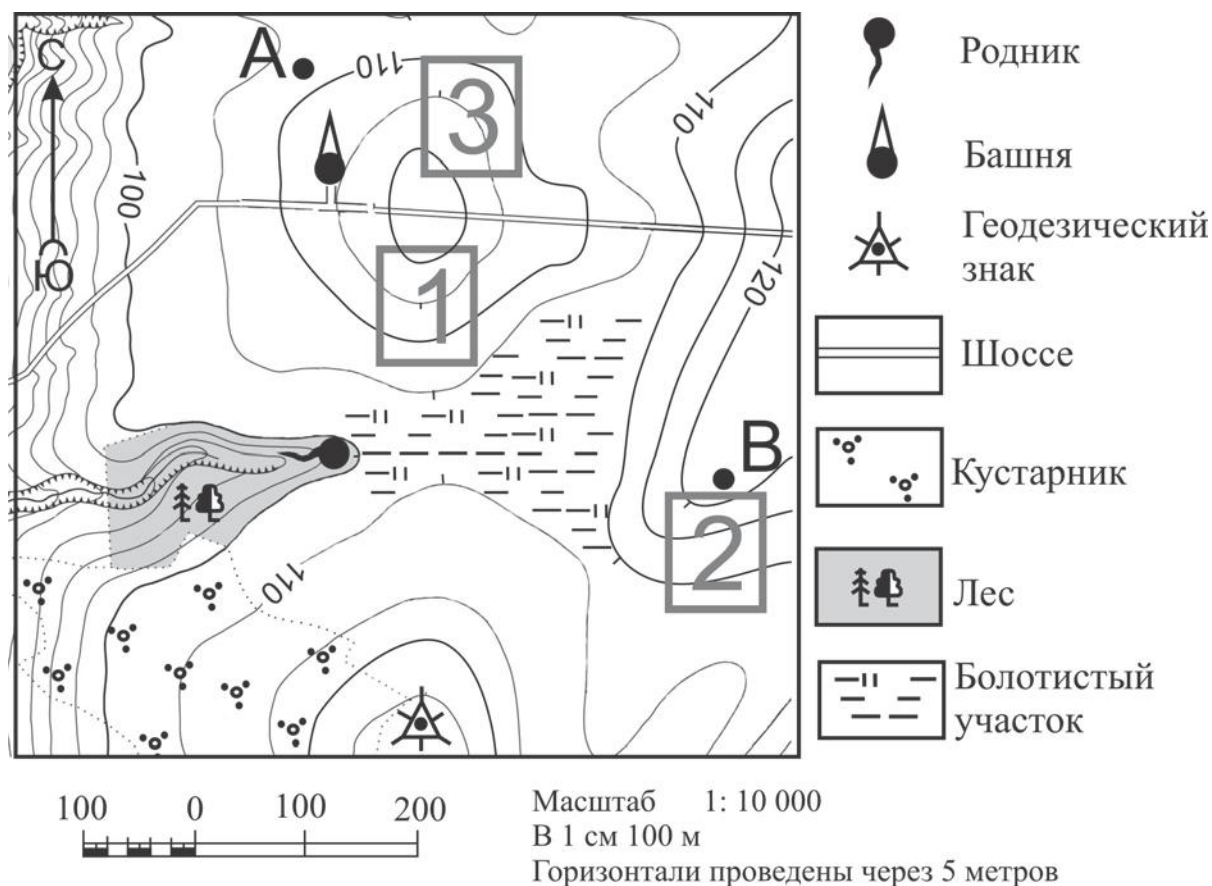 С
Ю
А
В
110
100
110
120
110
3
1
2
Родник
Башня
Геодезический
знак
Шоссе
Кустарник
Лес
Болотистый
участок
100 0 100 200
Масштаб 1: 10 000
В 1 см 100 м
Горизонтали проведены через 5 метров